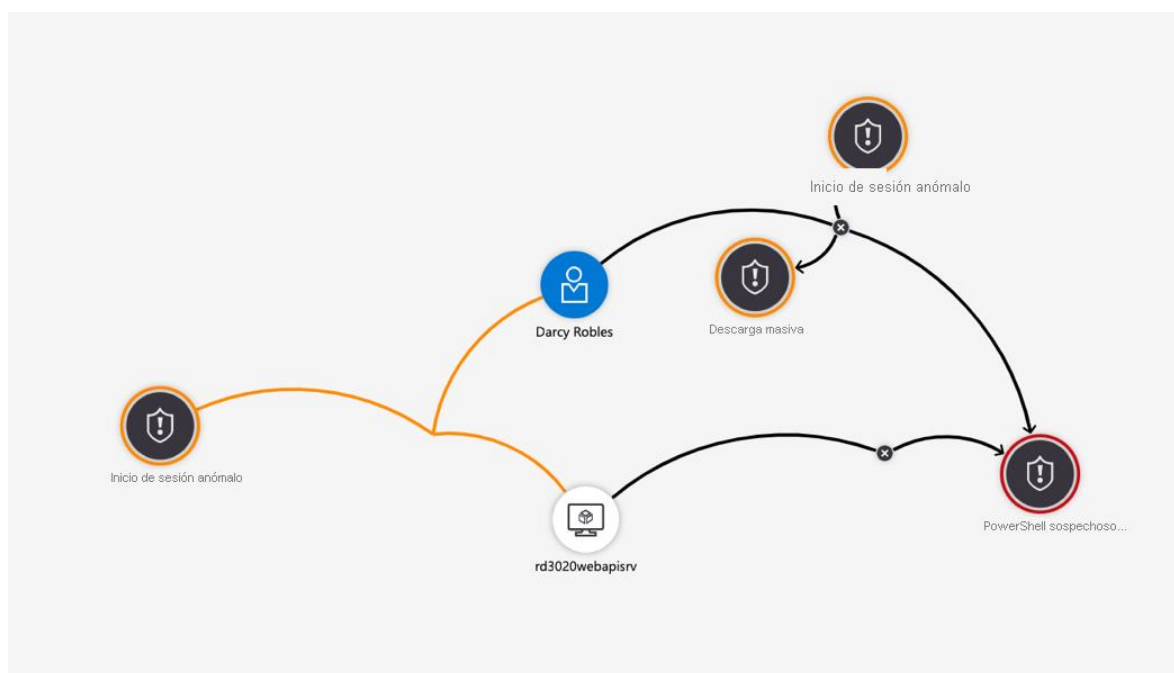 Inicio de sesión anómalo
Descarga masiva
Darcy Robles
Inicio de sesión anómalo
PowerShell sospechoso...
rd3020webapisrv